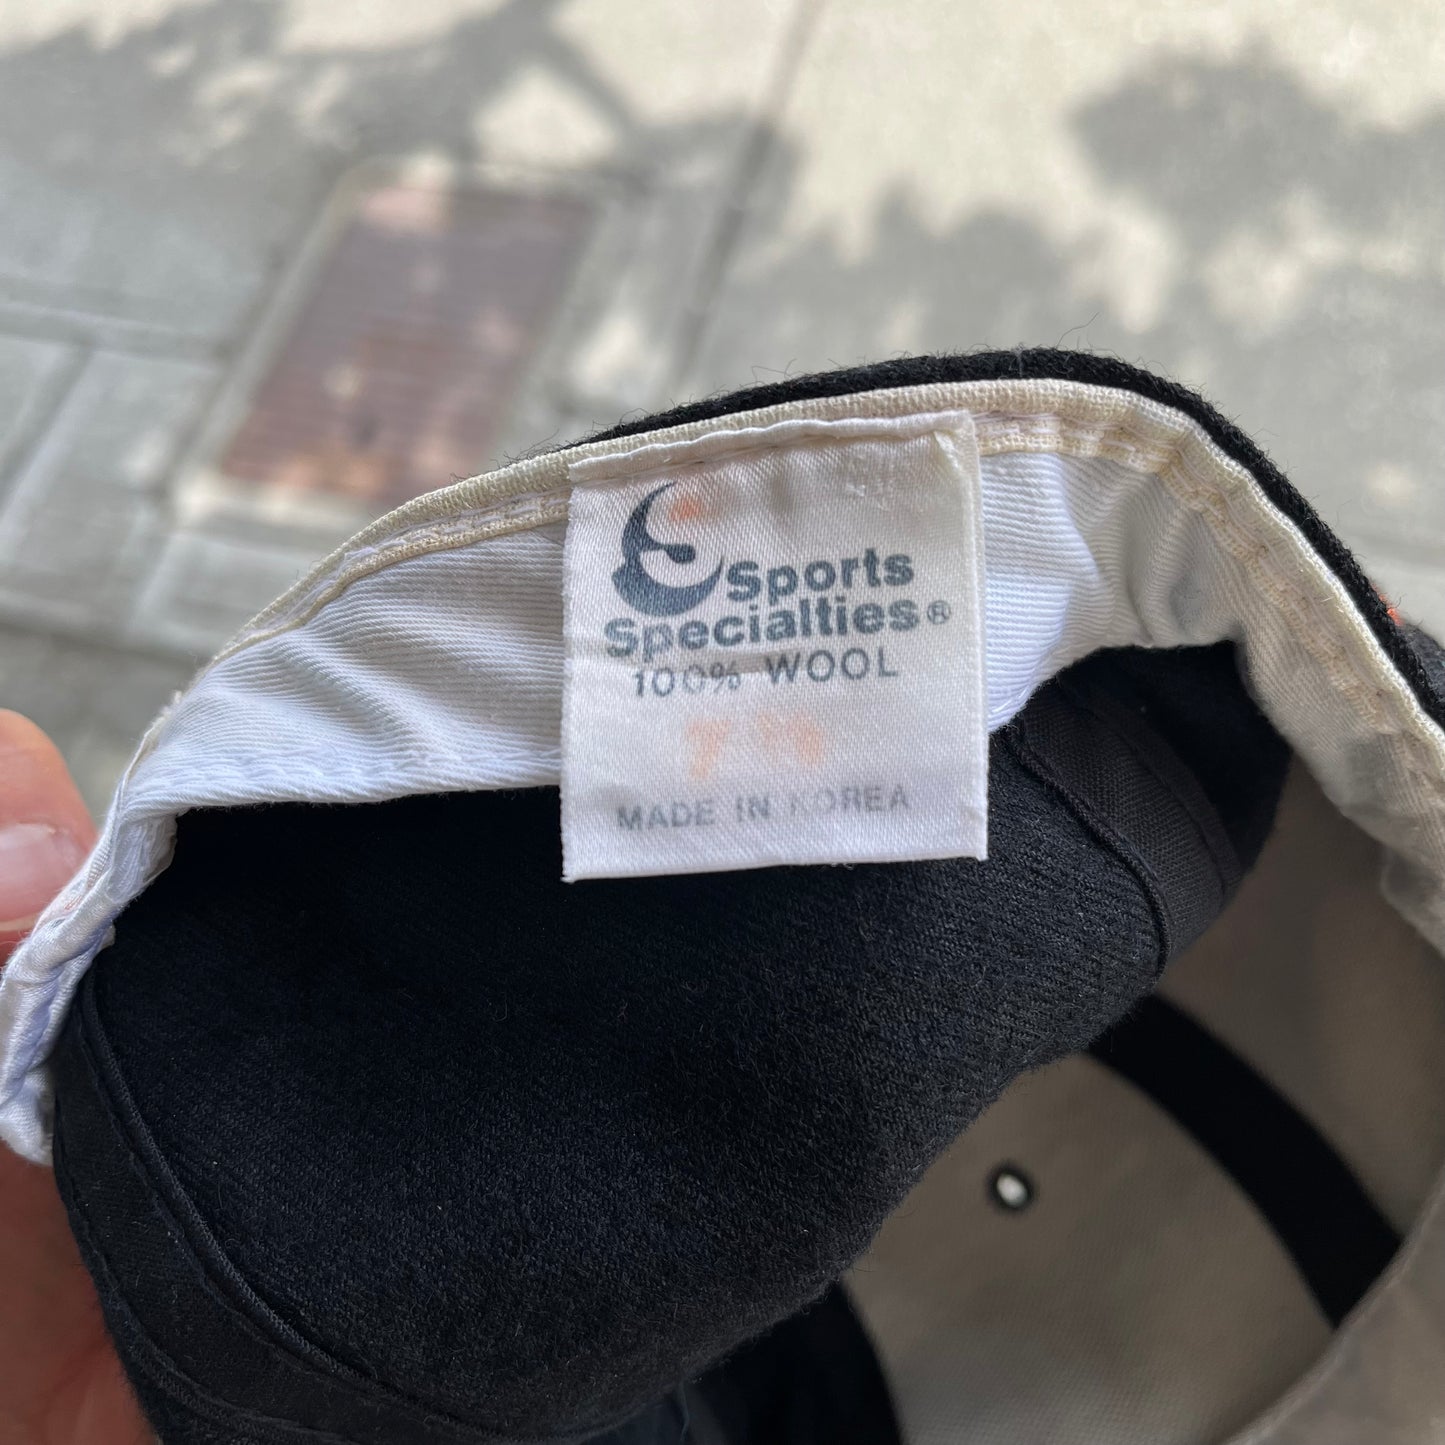 Sports
Specialties®
100% WOOL
MADE IN KOREA